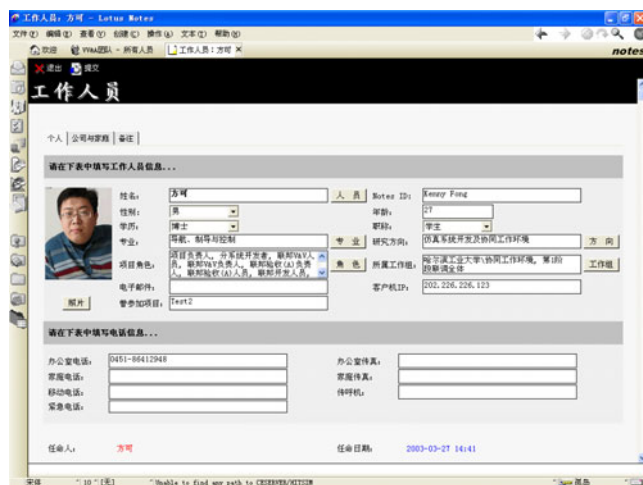 工作人员: 方可 - Lotus Notes
文件(F) 编辑(E) 查看(V) 创建(C) 操作(A) 文本(T) 帮助(H)
欢迎 VV&A团队 - 所有人员 工作人员: 方可 notes
退出 提交
工作人员
个人 公司与家庭 备注
请在下表中填写工作人员信息...
姓名: 方可 人 员 Notes ID: Kenny Fong
性别: 男 年龄: 27
学历: 博士 职称: 学生
专业: 导航、制导与控制 专 业 研究方向: 仿真系统开发及协同工作环境 方 向
项目角色: 项目负责人, 分系统开发者, 联邦V&V人员, 联邦V&V负责人, 联邦验收(A)负责人, 联邦验收(A)人员, 联邦开发人员, 角 色 所属工作组: 哈尔滨工业大学\协同工作环境, 第1阶段联调全体 工作组
电子邮件: 客户机IP: 202.226.226.123
照片 曾参加项目: Test2
请在下表中填写电话信息...
办公室电话: 0451-86412948 办公室传真:
家庭电话: 家庭传真:
移动电话: 传呼机:
紧急电话:
任命人: 方可 任命日期: 2003-03-27 14:41
宋体 10 [无] Unable to find any path to CESERVER/HITSIM 孤岛